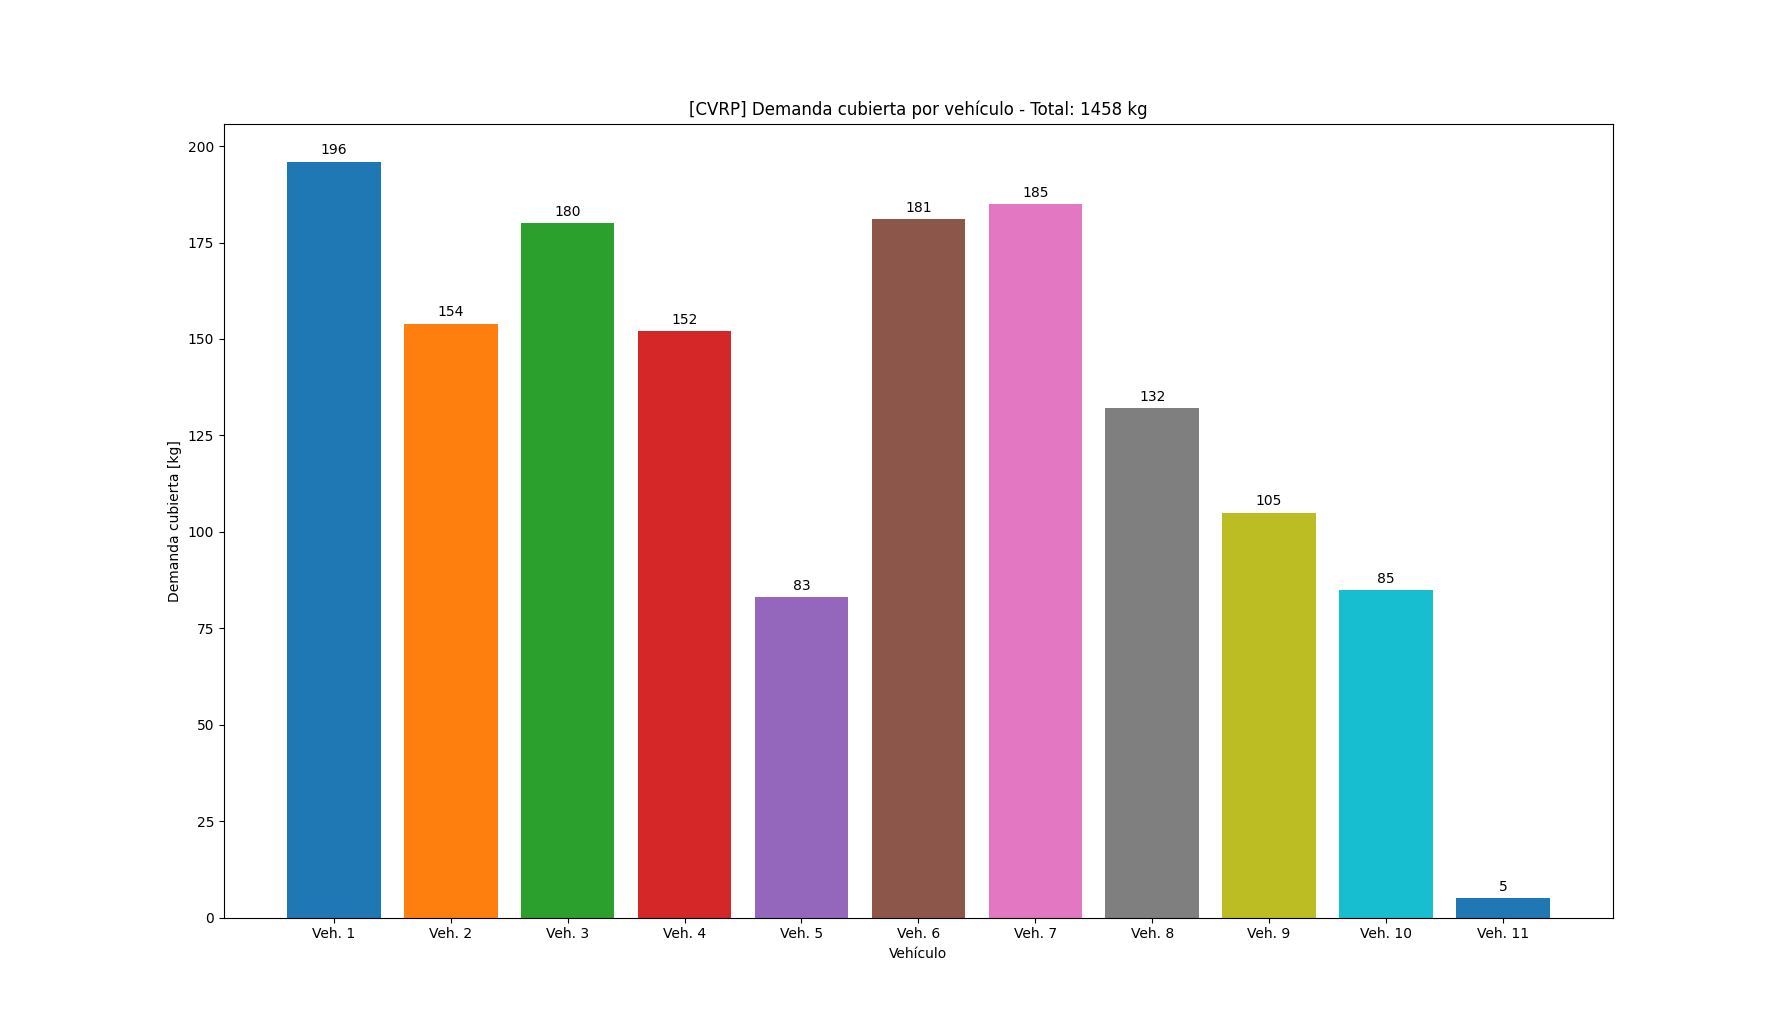 [CVRP] Demanda cubierta por vehículo - Total: 1458 kg
Demanda cubierta [kg]
200
175
150
125
100
75
50
25
0
196
154
180
152
83
181
185
132
105
85
5
Veh. 1
Veh. 2
Veh. 3
Veh. 4
Veh. 5
Veh. 6
Veh. 7
Veh. 8
Veh. 9
Veh. 10
Veh. 11
Vehículo